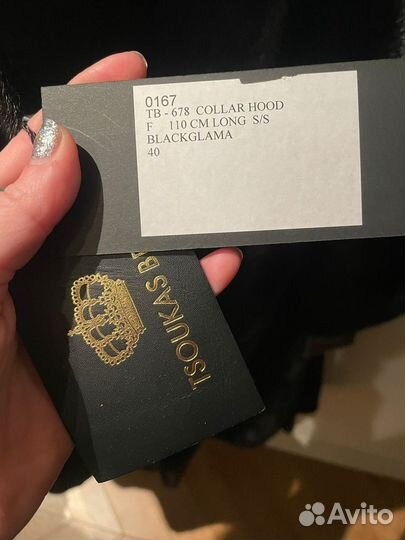 0167
TB - 678 COLLAR HOOD
F 110 CM LONG S/S
BLACKGLAMA
40
TSOUKAS
Avito